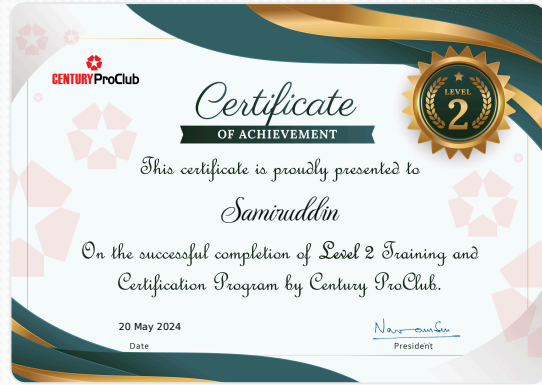 CENTURY ProClub
LEVEL
2
Certificate
OF ACHIEVEMENT
This certificate is proudly presented to
Samiruddin
On the successful completion of Level 2 Training and
Certification Program by Century ProClub.
20 May 2024
Date
President